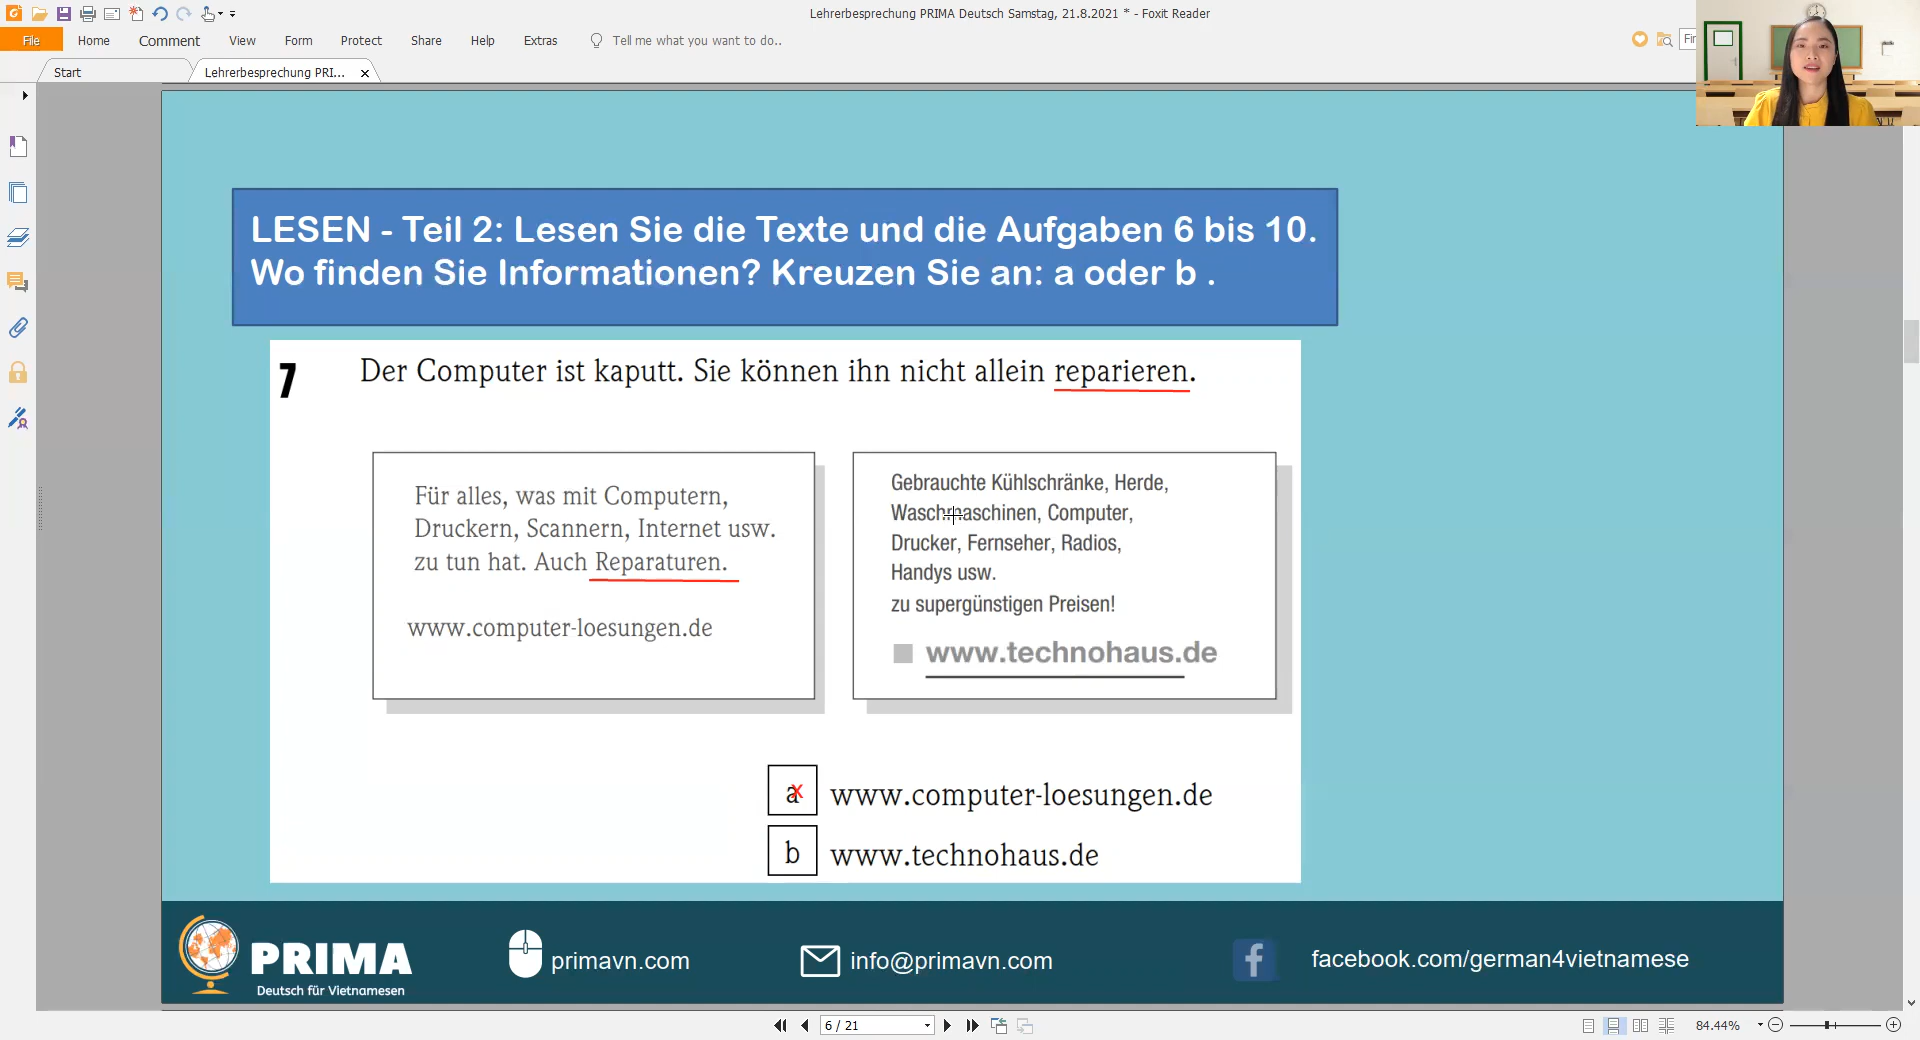 Lehrerbesprechung PRIMA Deutsch Samstag, 21.8.2021 * - Foxit Reader
File Home Comment View Form Protect Share Help Extras Tell me what you want to do..
Start Lehrerbesprechung PRI...
LESEN - Teil 2: Lesen Sie die Texte und die Aufgaben 6 bis 10.
Wo finden Sie Informationen? Kreuzen Sie an: a oder b .
7 Der Computer ist kaputt. Sie können ihn nicht allein reparieren.
Für alles, was mit Computern,
Druckern, Scannern, Internet usw.
zu tun hat. Auch Reparaturen.
www.computer-loesungen.de
Gebrauchte Kühlschränke, Herde,
Waschmaschinen, Computer,
Drucker, Fernseher, Radios,
Handys usw.
zu supergünstigen Preisen!
www.technohaus.de
a x www.computer-loesungen.de
b www.technohaus.de
PRIMA
Deutsch für Vietnamesen
primavn.com
info@primavn.com
facebook.com/german4vietnamese
6 / 21
84.44%